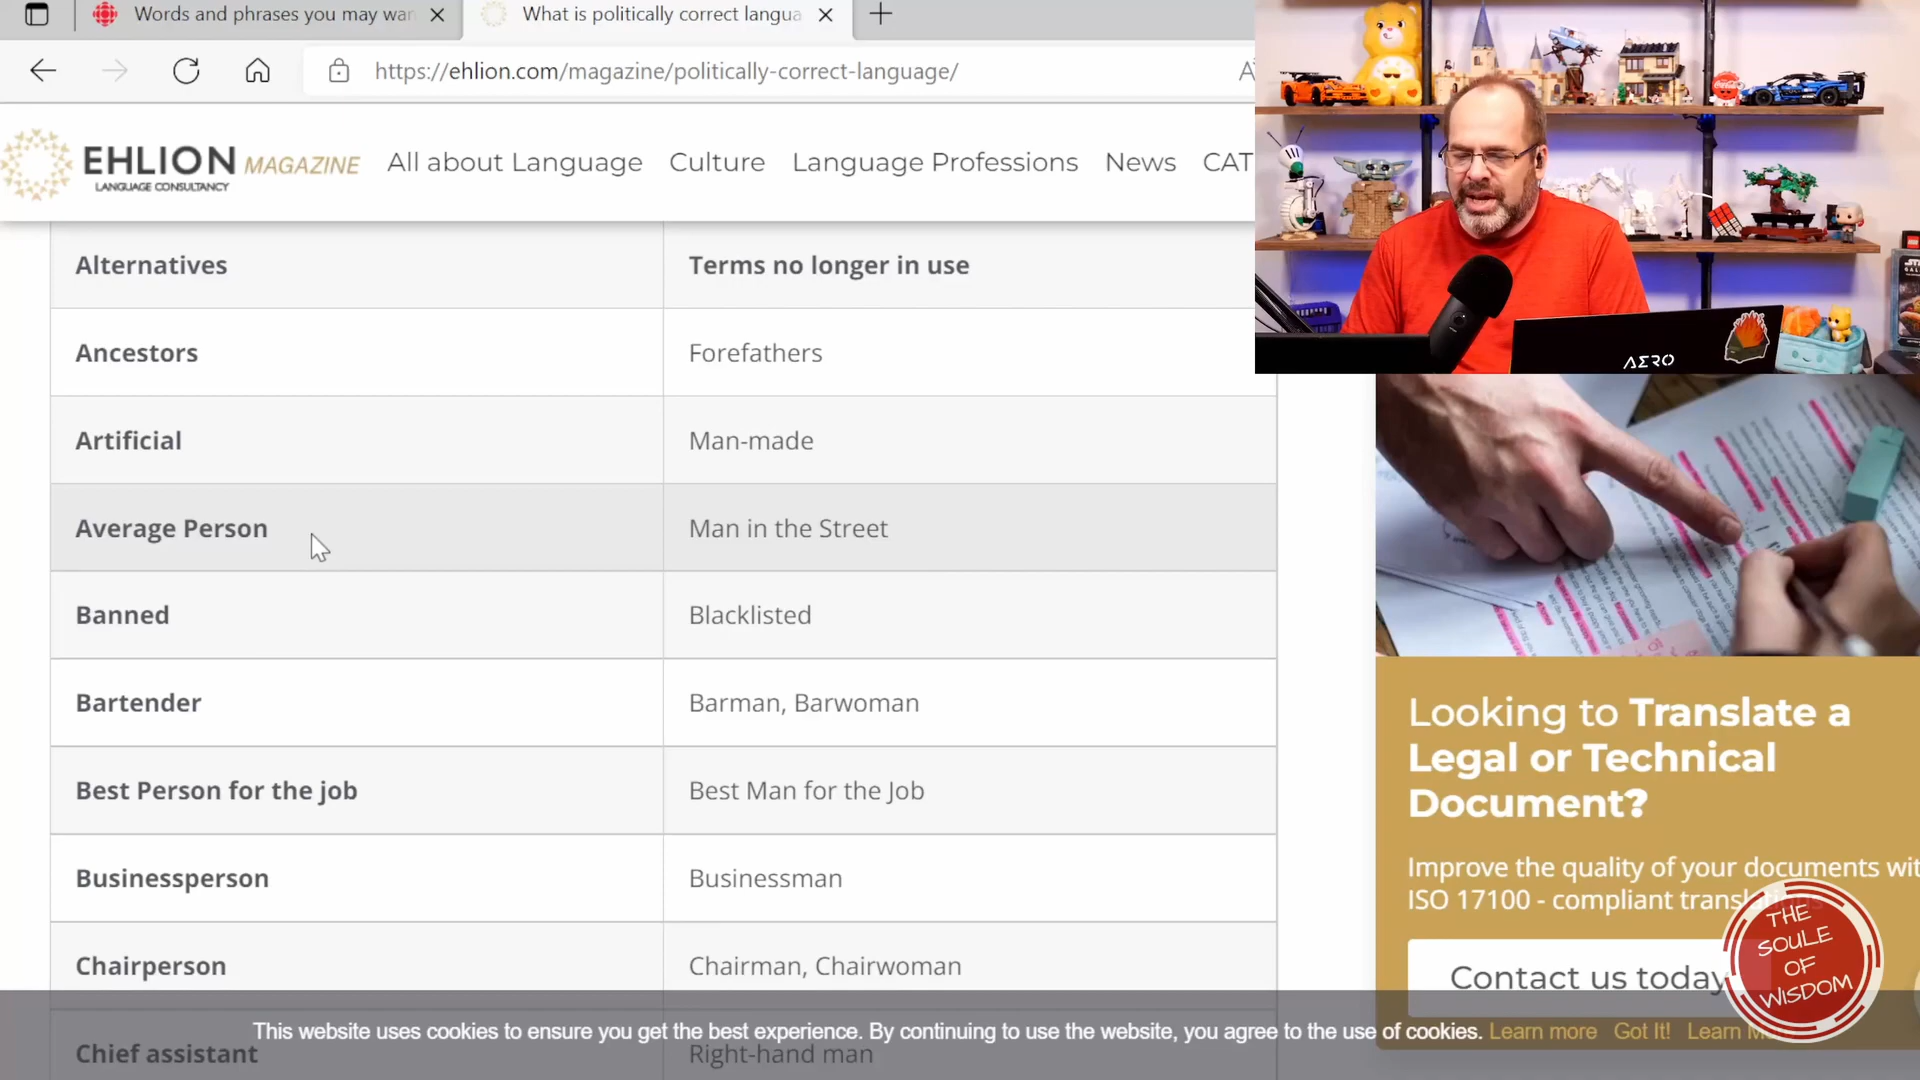 Words and phrases you may wan
What is politically correct langua
https://ehlion.com/magazine/politically-correct-language/
EHLION MAGAZINE
LANGUAGE CONSULTANCY
All about Language
Culture
Language Professions
News
CAT
Alternatives
Terms no longer in use
Ancestors
Forefathers
Artificial
Man-made
Average Person
Man in the Street
Banned
Blacklisted
Bartender
Barman, Barwoman
Best Person for the job
Best Man for the Job
Businessperson
Businessman
Chairperson
Chairman, Chairwoman
Chief assistant
Right-hand man
AERO
Looking to Translate a
Legal or Technical
Document?
Improve the quality of your documents wit
ISO 17100 - compliant
Contact us today
THE
SOULE
OF
WISDOM
This website uses cookies to ensure you get the best experience. By continuing to use the website, you agree to the use of cookies. Learn more Got It! Learn